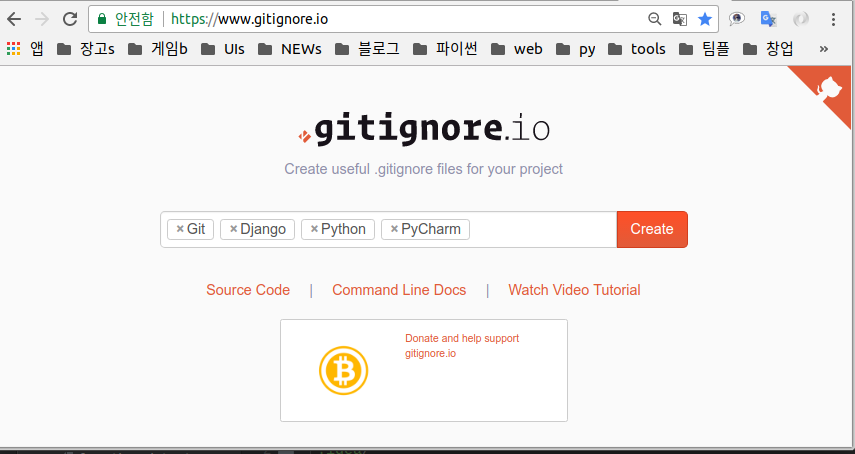 안전함 https://www.gitignore.io
앱 장고s 게임b UIs NEWs 블로그 파이썬 web py tools 팀플 창업 »
gitignore.io
Create useful .gitignore files for your project
×Git ×Django ×Python ×PyCharm Create
Source Code | Command Line Docs | Watch Video Tutorial
Donate and help support
gitignore.io